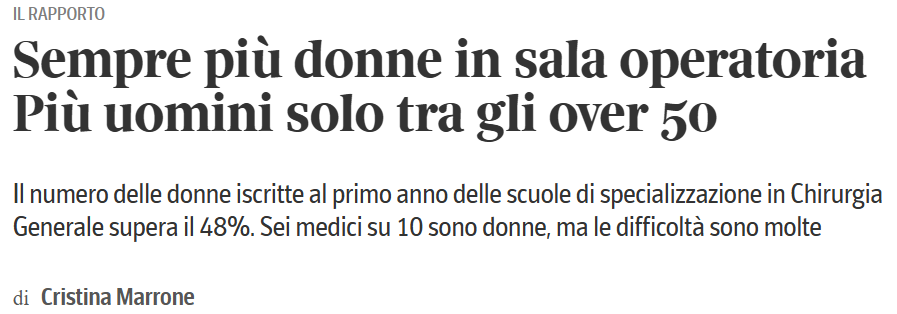 IL RAPPORTO
Sempre più donne in sala operatoria
Più uomini solo tra gli over 50
Il numero delle donne iscritte al primo anno delle scuole di specializzazione in Chirurgia
Generale supera il 48%. Sei medici su 10 sono donne, ma le difficoltà sono molte
di Cristina Marrone